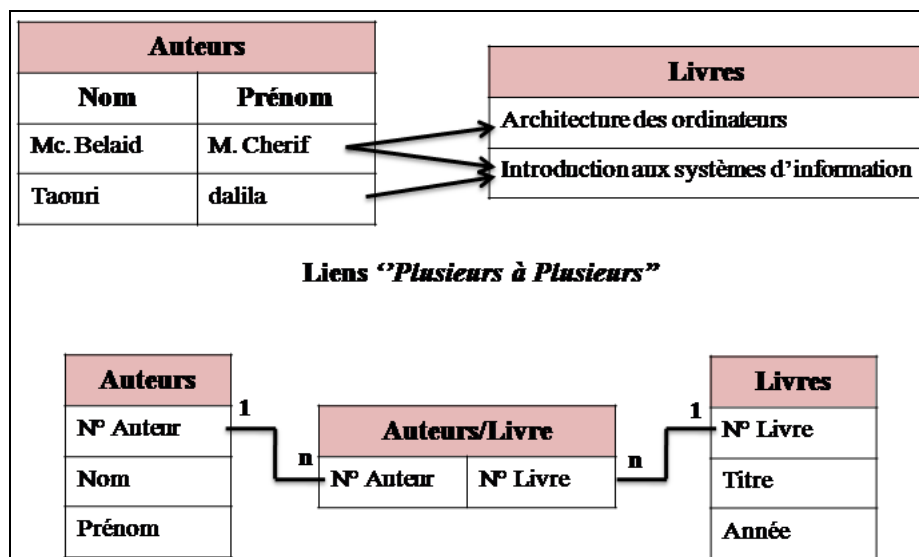 Auteurs
Nom Prénom
Mc. Belaid M. Cherif
Taouri dalila
Livres
Architecture des ordinateurs
Introduction aux systèmes d'information
Liens ‘’Plusieurs à Plusieurs’’
Auteurs
N° Auteur
Nom
Prénom
1
n
Auteurs/Livre
N° Auteur N° Livre
n
1
Livres
N° Livre
Titre
Année